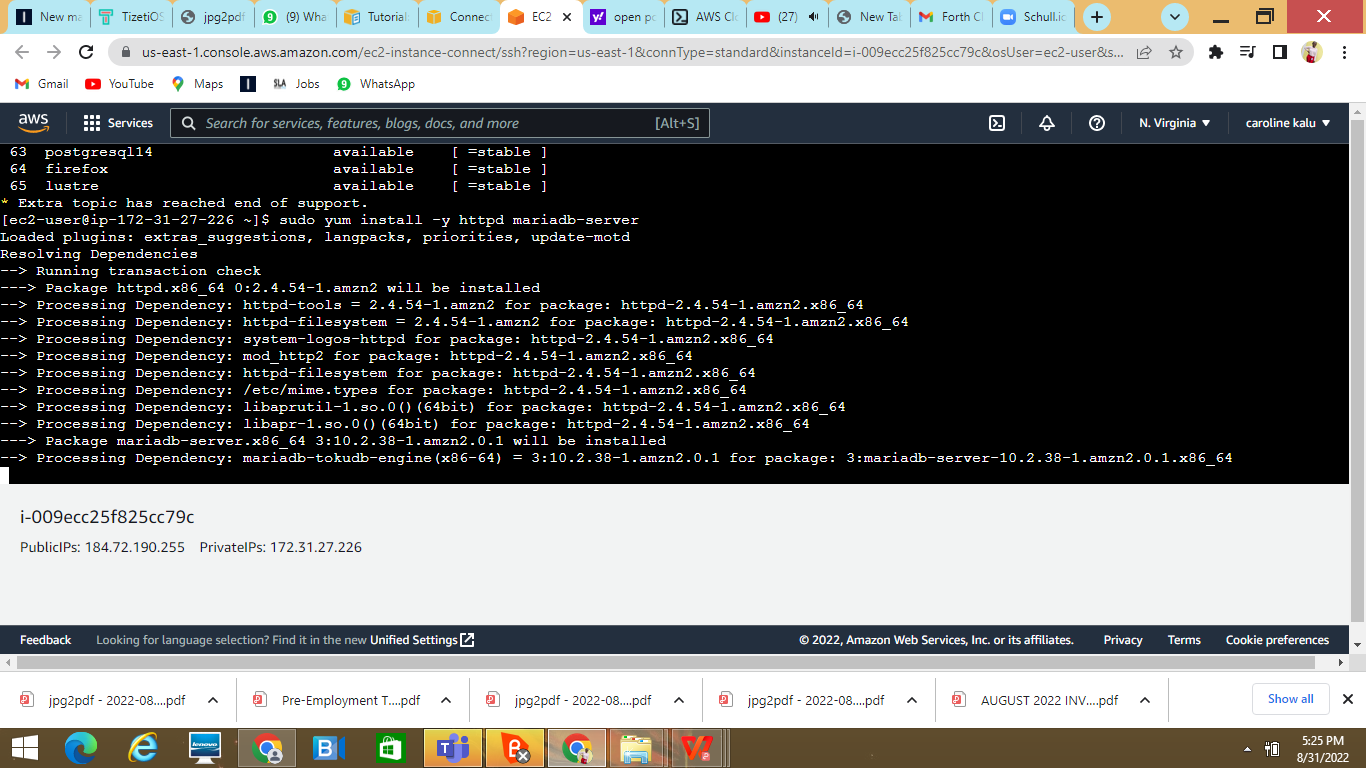 New ma
TizetiOS
jpg2pdf
(9) Wha
Tutorial:
Connect
EC2
open po
AWS Clo
(27)
New Tab
Forth Cl
Schull.io
us-east-1.console.aws.amazon.com/ec2-instance-connect/ssh?region=us-east-1&connType=standard&instanceId=i-009ecc25f825cc79c&osUser=ec2-user&s...
Gmail
YouTube
Maps
SLA Jobs
WhatsApp
aws
Services
Search for services, features, blogs, docs, and more
[Alt+S]
N. Virginia
caroline kalu
63 postgresql14 available [ =stable ]
64 firefox available [ =stable ]
65 lustre available [ =stable ]
* Extra topic has reached end of support.
[ec2-user@ip-172-31-27-226 ~]$ sudo yum install -y httpd mariadb-server
Loaded plugins: extras_suggestions, langpacks, priorities, update-motd
Resolving Dependencies
--> Running transaction check
---> Package httpd.x86_64 0:2.4.54-1.amzn2 will be installed
--> Processing Dependency: httpd-tools = 2.4.54-1.amzn2 for package: httpd-2.4.54-1.amzn2.x86_64
--> Processing Dependency: httpd-filesystem = 2.4.54-1.amzn2 for package: httpd-2.4.54-1.amzn2.x86_64
--> Processing Dependency: system-logos-httpd for package: httpd-2.4.54-1.amzn2.x86_64
--> Processing Dependency: mod_http2 for package: httpd-2.4.54-1.amzn2.x86_64
--> Processing Dependency: httpd-filesystem for package: httpd-2.4.54-1.amzn2.x86_64
--> Processing Dependency: /etc/mime.types for package: httpd-2.4.54-1.amzn2.x86_64
--> Processing Dependency: libaprutil-1.so.0()(64bit) for package: httpd-2.4.54-1.amzn2.x86_64
--> Processing Dependency: libapr-1.so.0()(64bit) for package: httpd-2.4.54-1.amzn2.x86_64
---> Package mariadb-server.x86_64 3:10.2.38-1.amzn2.0.1 will be installed
--> Processing Dependency: mariadb-tokudb-engine(x86-64) = 3:10.2.38-1.amzn2.0.1 for package: 3:mariadb-server-10.2.38-1.amzn2.0.1.x86_64
i-009ecc25f825cc79c
PublicIPs: 184.72.190.255 PrivateIPs: 172.31.27.226
Feedback Looking for language selection? Find it in the new Unified Settings
© 2022, Amazon Web Services, Inc. or its affiliates. Privacy Terms Cookie preferences
jpg2pdf - 2022-08....pdf
Pre-Employment T....pdf
jpg2pdf - 2022-08....pdf
jpg2pdf - 2022-08....pdf
AUGUST 2022 INV....pdf
Show all
lenovo
5:25 PM
8/31/2022